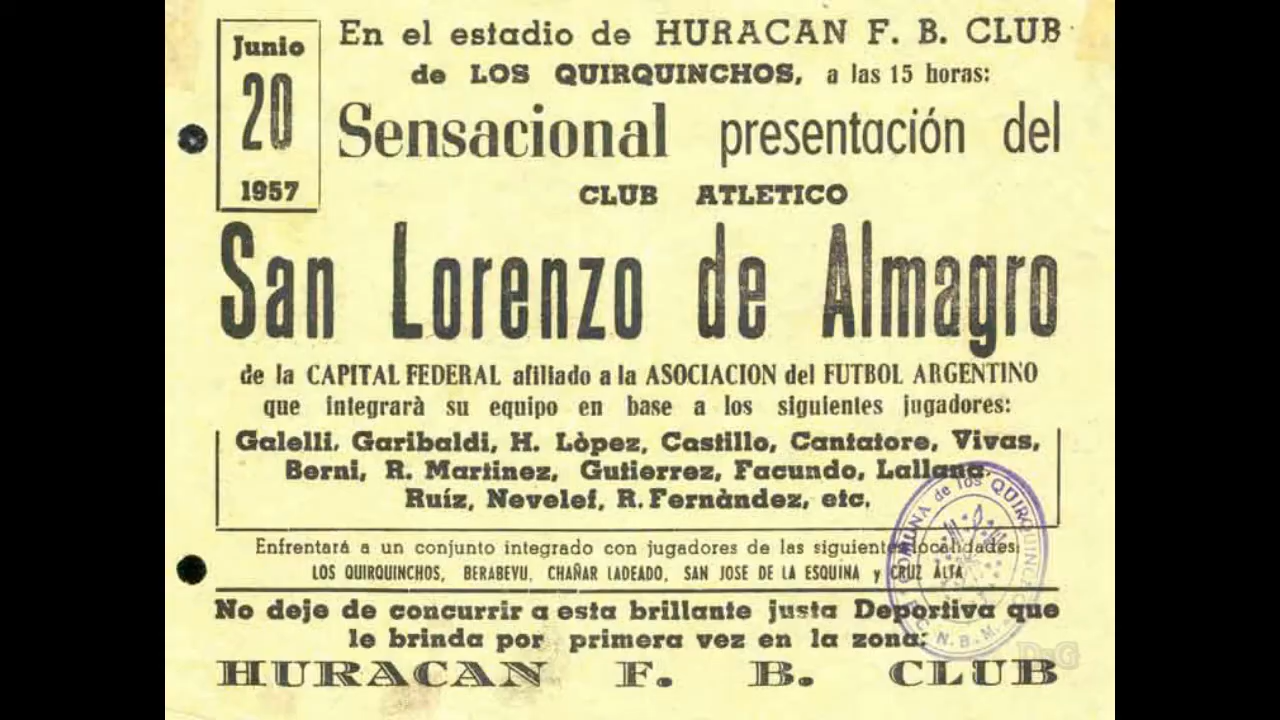 Junio
20
1957
En el estadio de HURACAN F. B. CLUB
de LOS QUIRQUINCHOS, a las 15 horas:
Sensacional presentación del
CLUB ATLETICO
San Lorenzo de Almagro
de la CAPITAL FEDERAL afiliado a la ASOCIACION del FUTBOL ARGENTINO
que integrarà su equipo en base a los siguientes jugadores:
Galelli. Garibaldi, H. Lòpez, Castillo, Cantatore, Vivas,
Berni, R. Martinez, Gutierrez, Facundo, Lallana
Ruíz, Nevelef, R. Fernàndez, etc.
Enfrentará a un conjunto integrado con jugadores de las siguientes localidades:
LOS QUIRQUINCHOS, BERABEVU, CHAÑAR LADEADO, SAN JOSE DE LA ESQUINA y CRUZ ALTA
No deje de concurrir a esta brillante justa Deportiva que
le brinda por primera vez en la zona:
HURACAN F. B. CLUB
COMUNA de los QUIRQUINCHOS
N. B. M.
DsG